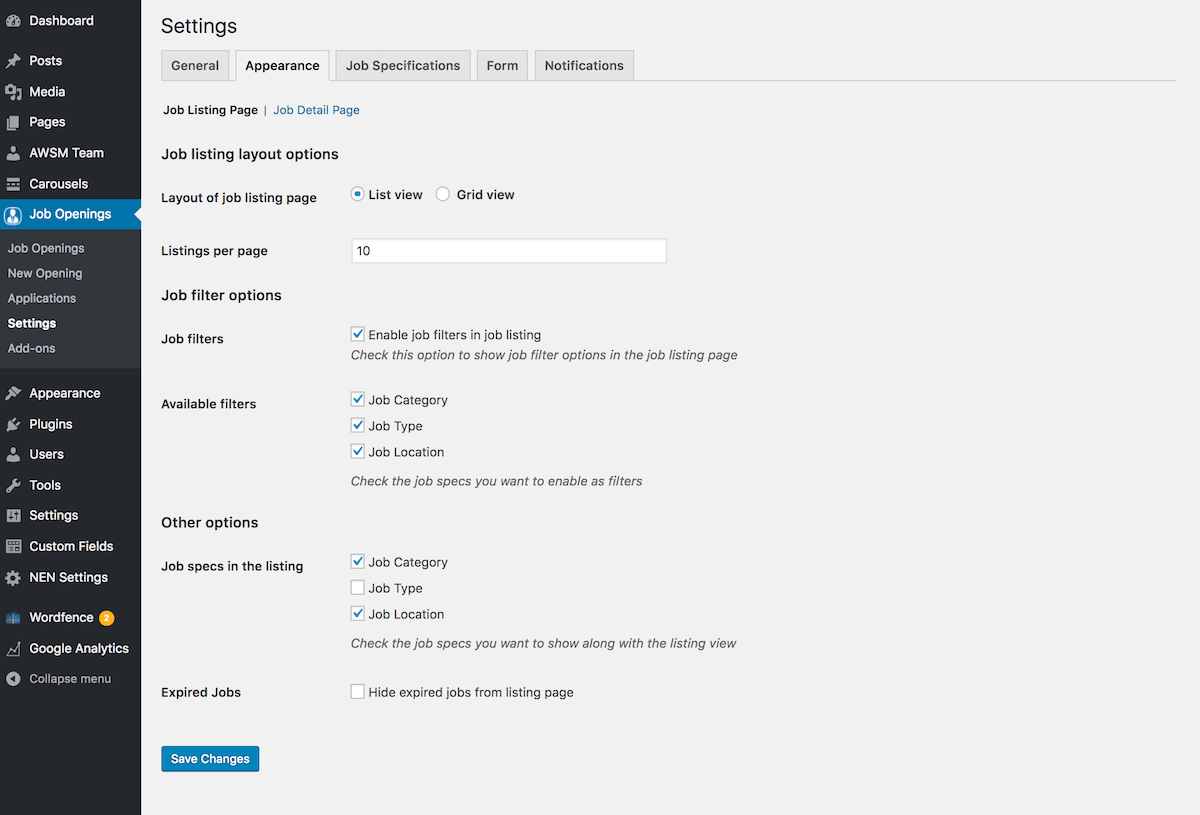 Dashboard
Posts
Media
Pages
AWSM Team
Carousels
Job Openings
Job Openings
New Opening
Applications
Settings
Add-ons
Appearance
Plugins
Users
Tools
Settings
Custom Fields
NEN Settings
Wordfence 2
Google Analytics
Collapse menu
Settings
General Appearance Job Specifications Form Notifications
Job Listing Page | Job Detail Page
Job listing layout options
Layout of job listing page List view Grid view
Listings per page 10
Job filter options
Job filters Enable job filters in job listing
Check this option to show job filter options in the job listing page
Available filters Job Category
Job Type
Job Location
Check the job specs you want to enable as filters
Other options
Job specs in the listing Job Category
Job Type
Job Location
Check the job specs you want to show along with the listing view
Expired Jobs Hide expired jobs from listing page
Save Changes